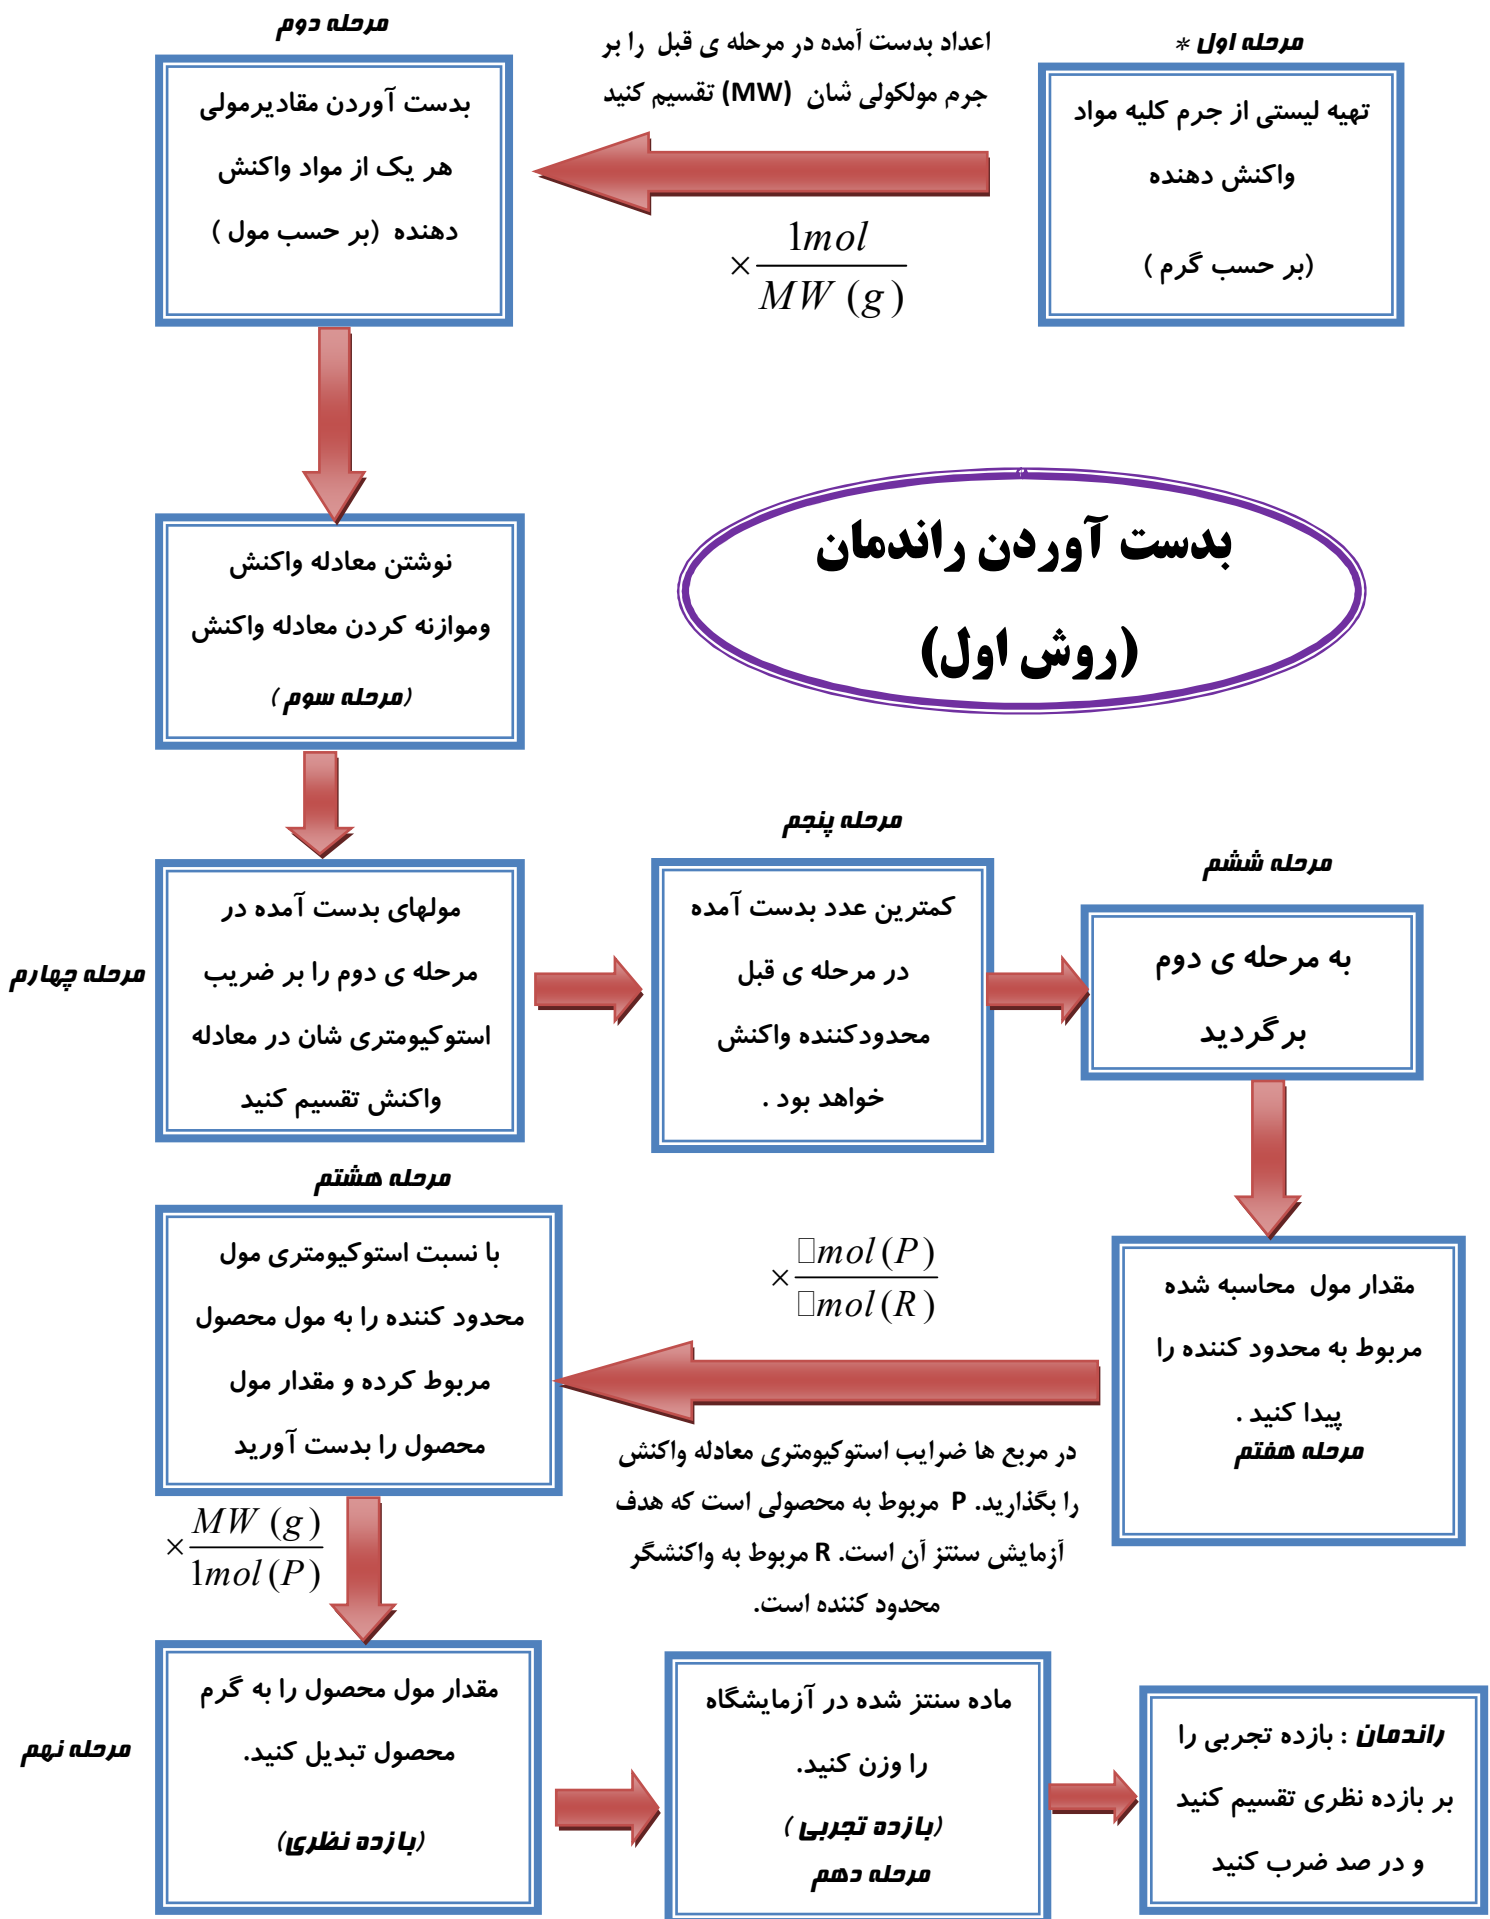 مرحله اول *
تهیه لیستی از جرم کلیه مواد
واکنش دهنده
(بر حسب گرم )
اعداد بدست آمده در مرحله ی قبل را بر
جرم مولکولی شان (MW) تقسیم کنید
× 1mol / MW (g)
مرحله دوم
بدست آوردن مقادیرمولی
هر یک از مواد واکنش
دهنده (بر حسب مول )
بدست آوردن راندمان
(روش اول)
نوشتن معادله واکنش
وموازنه کردن معادله واکنش
(مرحله سوم )
مرحله چهارم
مولهای بدست آمده در
مرحله ی دوم را بر ضریب
استوکیومتری شان در معادله
واکنش تقسیم کنید
مرحله پنجم
کمترین عدد بدست آمده
در مرحله ی قبل
محدودکننده واکنش
خواهد بود .
مرحله ششم
به مرحله ی دوم
برگردید
مقدار مول محاسبه شده
مربوط به محدود کننده را
پیدا کنید .
مرحله هفتم
× □mol (P) / □mol (R)
در مربع ها ضرایب استوکیومتری معادله واکنش
را بگذارید. P مربوط به محصولی است که هدف
آزمایش سنتز آن است. R مربوط به واکنشگر
محدود کننده است.
مرحله هشتم
با نسبت استوکیومتری مول
محدود کننده را به مول محصول
مربوط کرده و مقدار مول
محصول را بدست آورید
× MW (g) / 1mol (P)
مرحله نهم
مقدار مول محصول را به گرم
محصول تبدیل کنید.
(بازده نظری)
ماده سنتز شده در آزمایشگاه
را وزن کنید.
(بازده تجربی )
مرحله دهم
راندمان : بازده تجربی را
بر بازده نظری تقسیم کنید
و در صد ضرب کنید